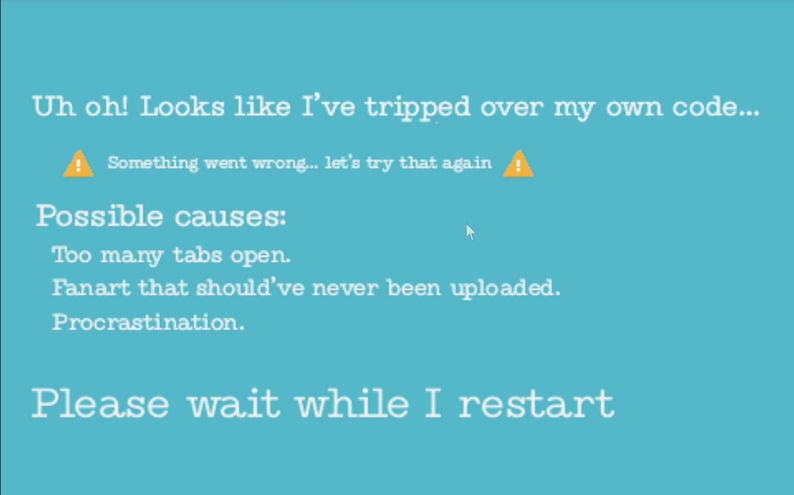 Uh oh! Looks like I've tripped over my own code...
Something went wrong... let's try that again
Possible causes:
Too many tabs open.
Fanart that should've never been uploaded.
Procrastination.
Please wait while I restart